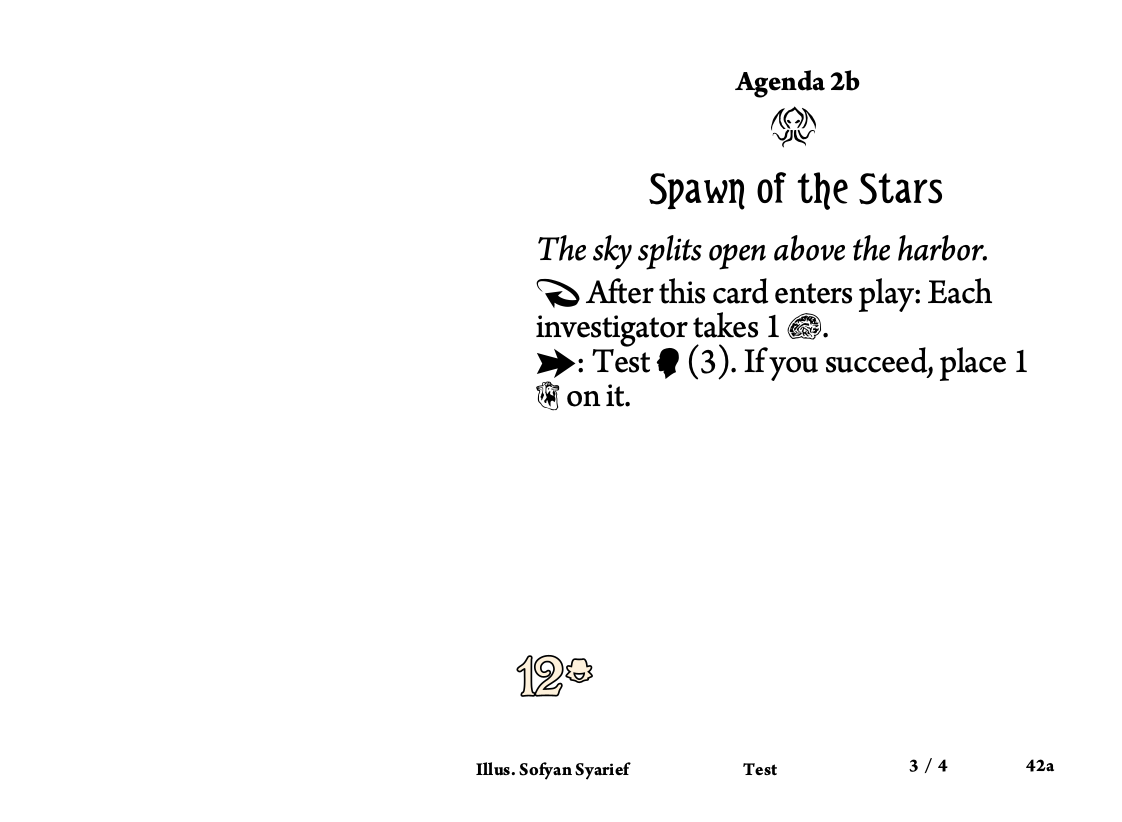 Agenda 2b
Spawn of the Stars
The sky splits open above the harbor.
After this card enters play: Each
investigator takes 1 .
: Test (3). If you succeed, place 1
on it.
12
Illus. Sofyan Syarief
Test
3 / 4
42a